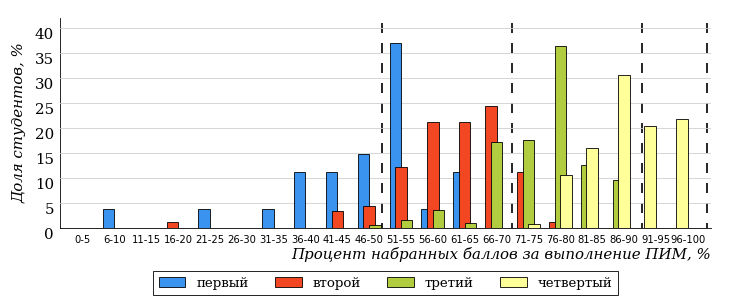 Доля студентов, %
40
35
30
25
20
15
10
5
0
0-5 6-10 11-15 16-20 21-25 26-30 31-35 36-40 41-45 46-50 51-55 56-60 61-65 66-70 71-75 76-80 81-85 86-90 91-95 96-100
Процент набранных баллов за выполнение ПИМ, %
первый второй третий четвертый